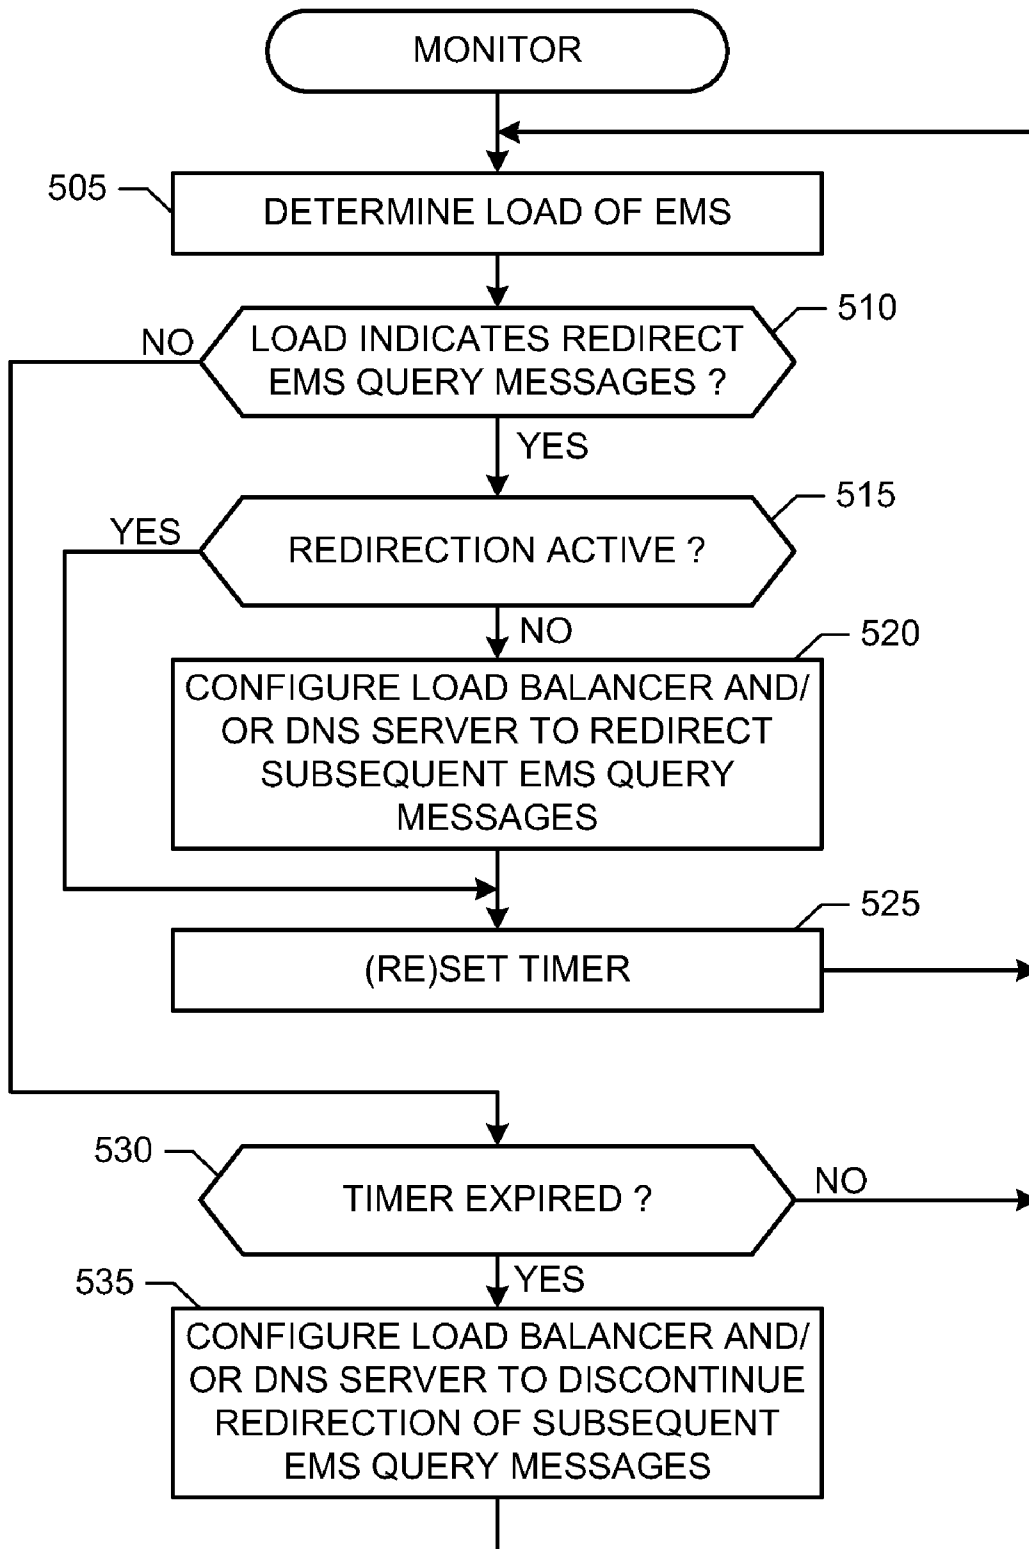 MONITOR
505
DETERMINE LOAD OF EMS
510
NO
LOAD INDICATES REDIRECT
EMS QUERY MESSAGES ?
YES
515
YES
REDIRECTION ACTIVE ?
NO
520
CONFIGURE LOAD BALANCER AND/
OR DNS SERVER TO REDIRECT
SUBSEQUENT EMS QUERY
MESSAGES
525
(RE)SET TIMER
530
TIMER EXPIRED ?
NO
YES
535
CONFIGURE LOAD BALANCER AND/
OR DNS SERVER TO DISCONTINUE
REDIRECTION OF SUBSEQUENT
EMS QUERY MESSAGES